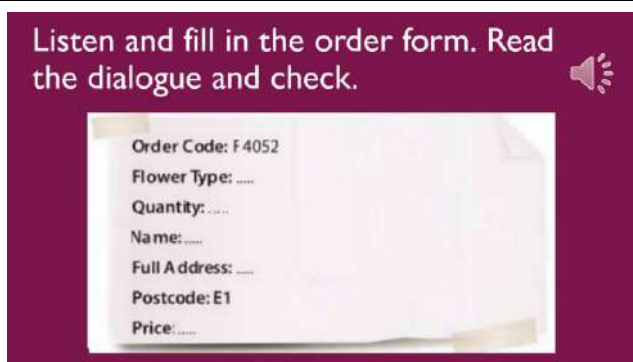 Listen and fill in the order form. Read
the dialogue and check.
Order Code: F4052
Flower Type: .....
Quantity: .....
Name: .....
Full Address: .....
Postcode: E1
Price: .....